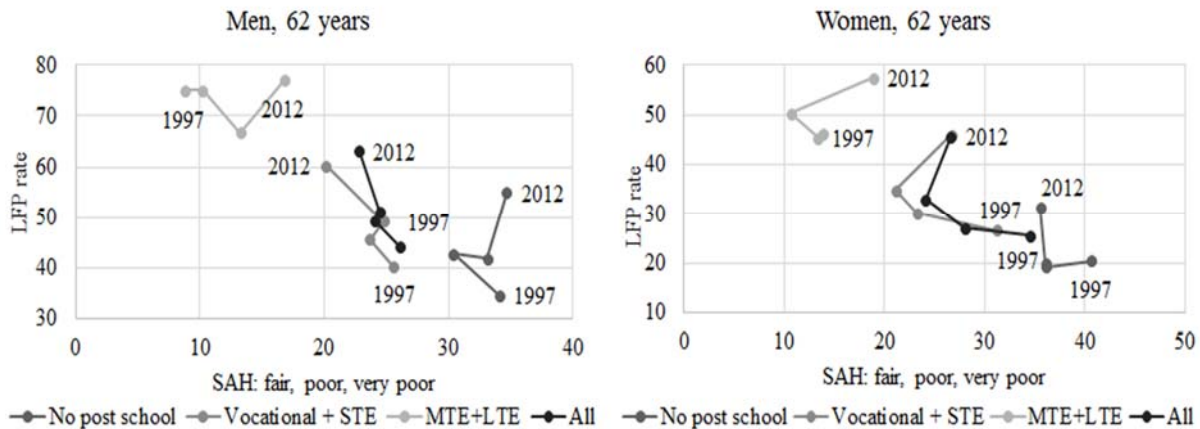 Men, 62 years
LFP rate
80
70
60
50
40
30
0 10 20 30 40
1997
2012
2012
2012
1997
1997
2012
1997
SAH: fair, poor, very poor
No post school Vocational + STE MTE+LTE All
Women, 62 years
LFP rate
60
50
40
30
20
10
0 10 20 30 40 50
2012
1997
2012
1997
2012
1997
1997
SAH: fair, poor, very poor
No post school Vocational + STE MTE+LTE All